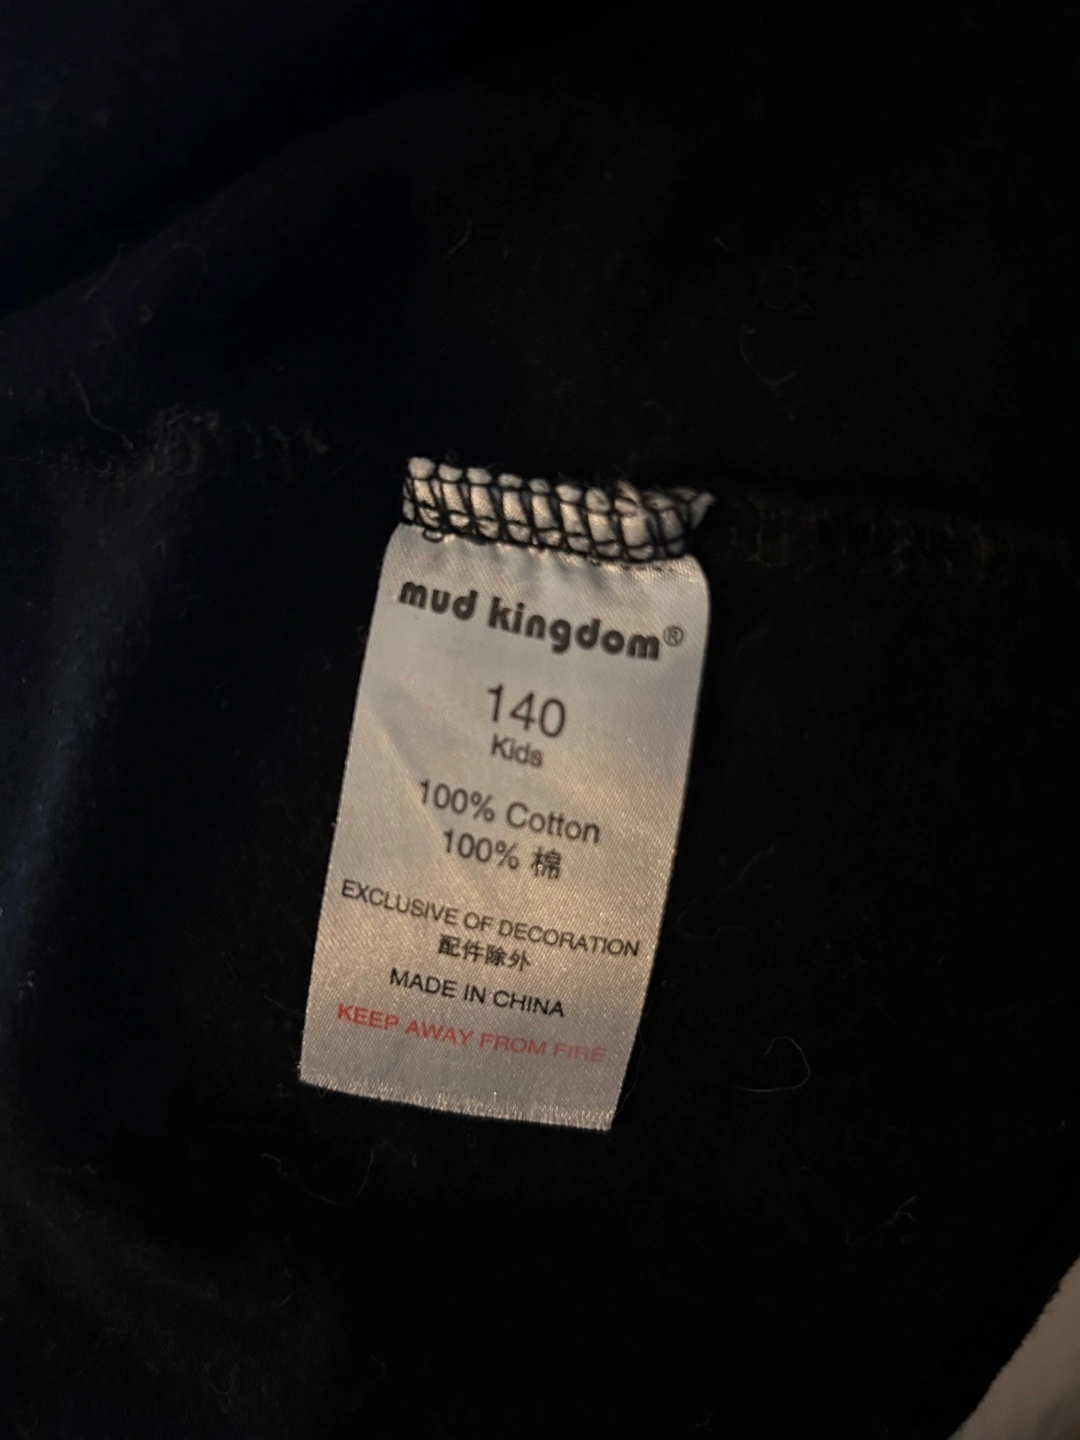 mud kingdom®
140
Kids
100% Cotton
100% 棉
EXCLUSIVE OF DECORATION
配件除外
MADE IN CHINA
KEEP AWAY FROM FIRE